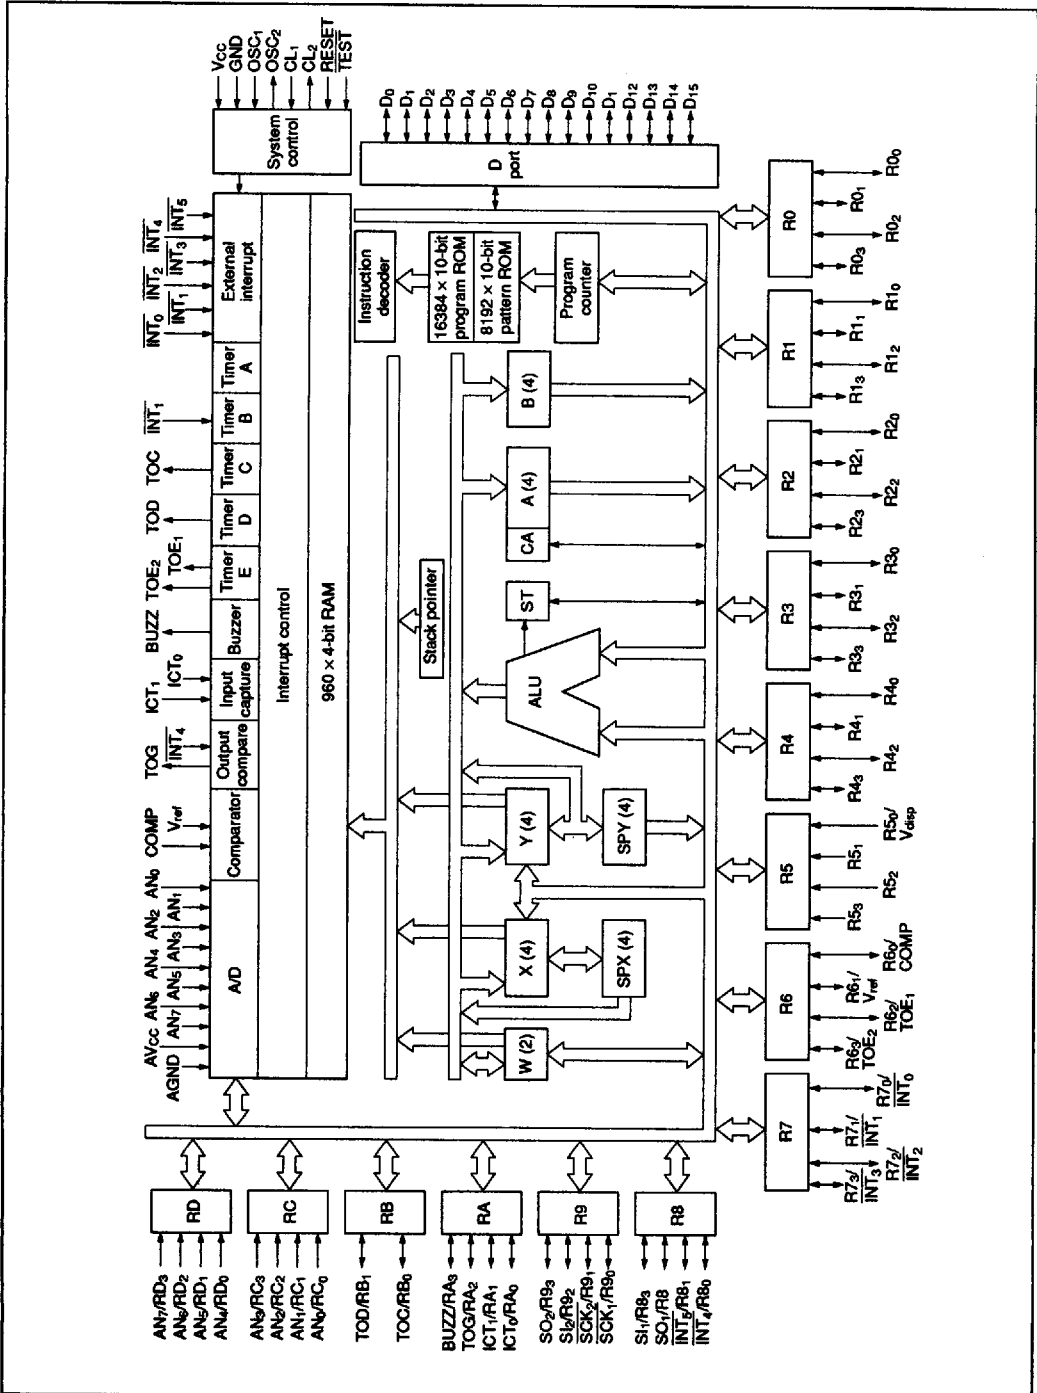 VCC
GND
OSC1
OSC2
CL1
CL2
RESET
TEST
System
control
D0
D1
D2
D3
D4
D5
D6
D7
D8
D9
D10
D1
D12
D13
D14
D15
D
port
INT0
INT1
INT2
INT3
INT4
INT5
External
interrupt
Timer
A
INT1
Timer
B
TOC
Timer
C
TOD
Timer
D
TOE2
TOE1
Timer
E
BUZZ
Buzzer
ICT1
ICT0
Input
capture
TOG
INT4
Output
compare
COMP
Vref
Comparator
AN0
AN1
AN2
AN3
AN4
AN5
AN6
AN7
AVCC
AGND
A/D
Interrupt control
960 × 4-bit RAM
Instruction
decoder
16384 × 10-bit
program ROM
8192 × 10-bit
pattern ROM
Program
counter
Stack pointer
B (4)
A (4)
CA
ST
ALU
Y (4)
SPY (4)
X (4)
SPX (4)
W (2)
R0
R00
R01
R02
R03
R1
R10
R11
R12
R13
R2
R20
R21
R22
R23
R3
R30
R31
R32
R33
R4
R40
R41
R42
R43
R5
R50/
Vdisp
R51
R52
R53
R6
R60/
COMP
R61/
Vref
R62/
TOE1
R63/
TOE2
R7
R70/
INT0
R71/
INT1
R72/
INT2
R73/
INT3
RD
AN7/RD3
AN6/RD2
AN5/RD1
AN4/RD0
RC
AN3/RC3
AN2/RC2
AN1/RC1
AN0/RC0
RB
TOD/RB1
TOC/RB0
RA
BUZZ/RA3
TOG/RA2
ICT1/RA1
ICT0/RA0
R9
SO2/R93
SI2/R92
SCK2/R91
SCK1/R90
R8
SI1/R83
SO1/R8
INT5/R81
INT4/R80